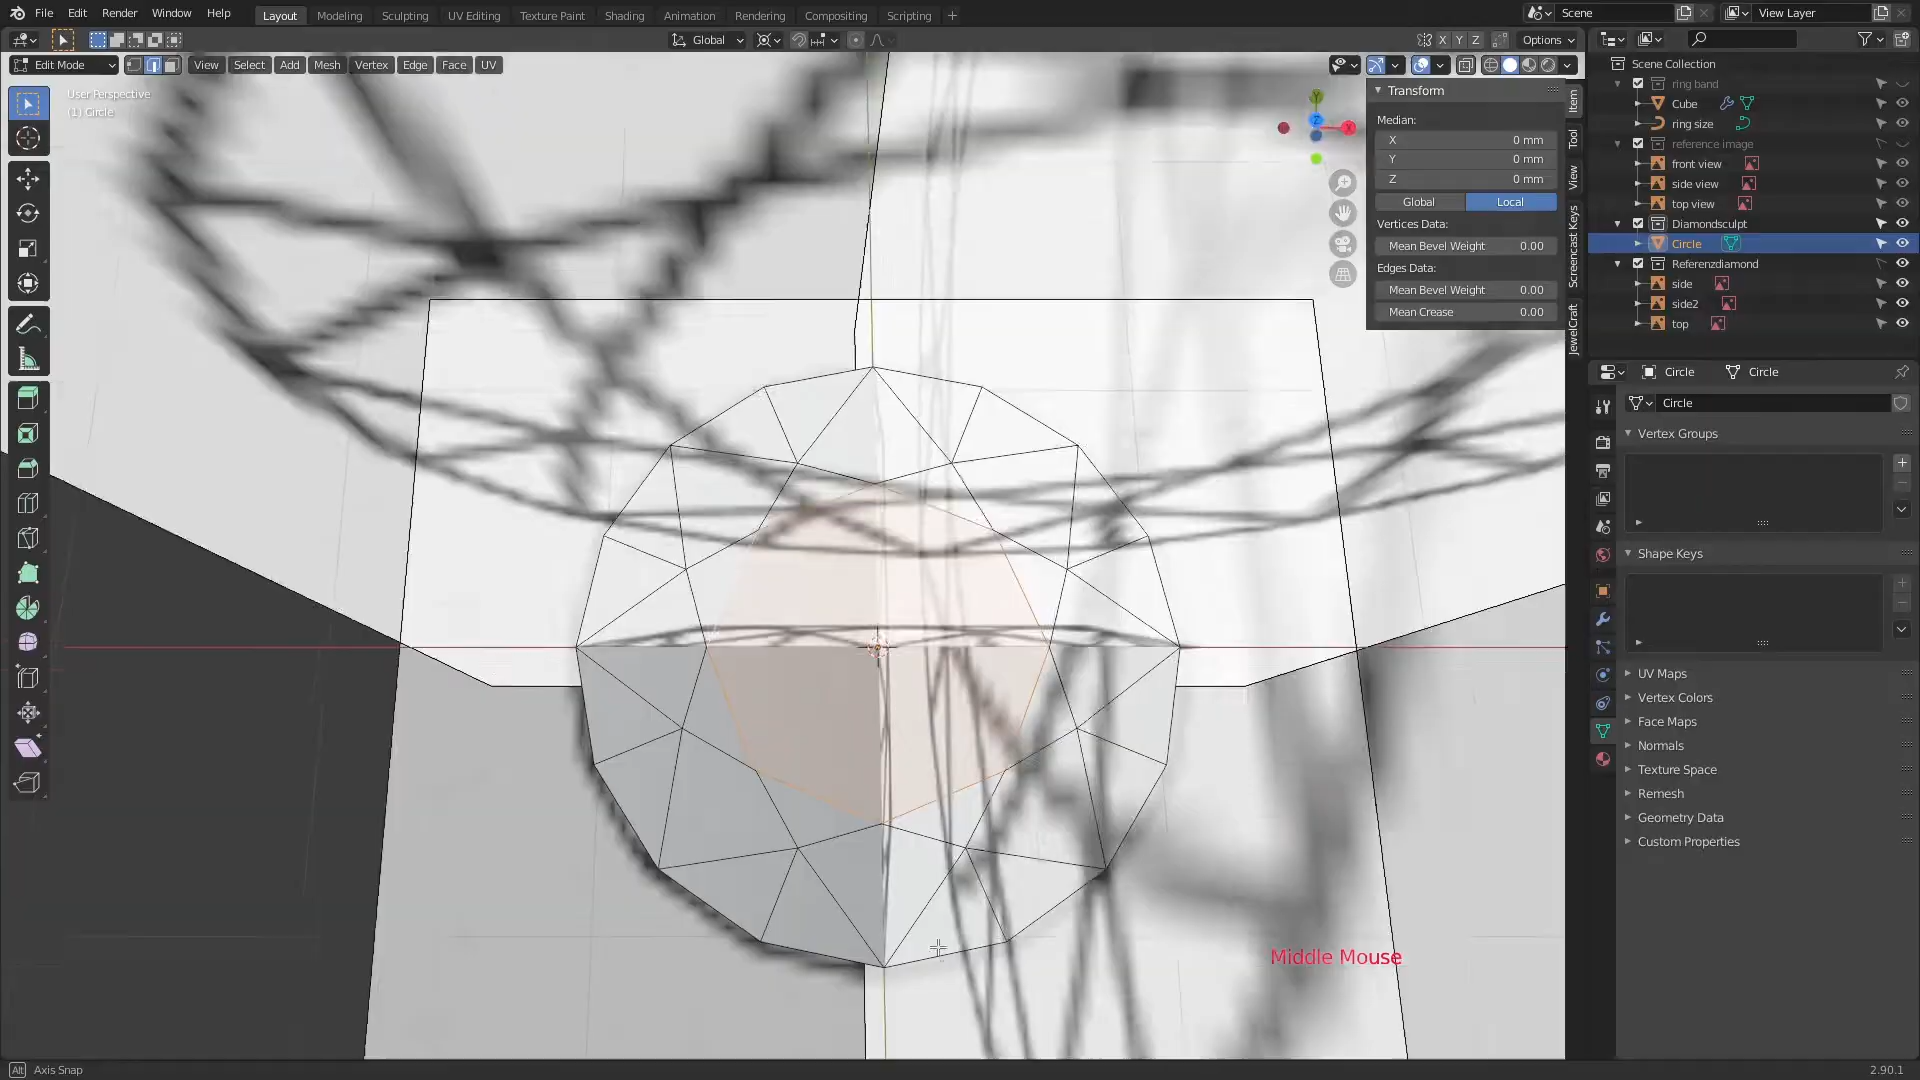 File Edit Render Window Help Layout Modeling Sculpting UV Editing Texture Paint Shading Animation Rendering Compositing Scripting + Scene View Layer
Global X Y Z Options
Edit Mode View Select Add Mesh Vertex Edge Face UV
User Perspective
(1) Circle
Transform
Median:
X 0 mm
Y 0 mm
Z 0 mm
Global Local
Vertices Data:
Mean Bevel Weight 0.00
Edges Data:
Mean Bevel Weight 0.00
Mean Crease 0.00
Item
Tool
View
Screencast Keys
JewelCraft
Y
Z
X
Middle Mouse
Scene Collection
ring band
Cube
ring size
reference image
front view
side view
top view
Diamondsculpt
Circle
Referenzdiamond
side
side2
top
Circle Circle
Circle
Vertex Groups
Shape Keys
UV Maps
Vertex Colors
Face Maps
Normals
Texture Space
Remesh
Geometry Data
Custom Properties
Alt Axis Snap 2.90.1